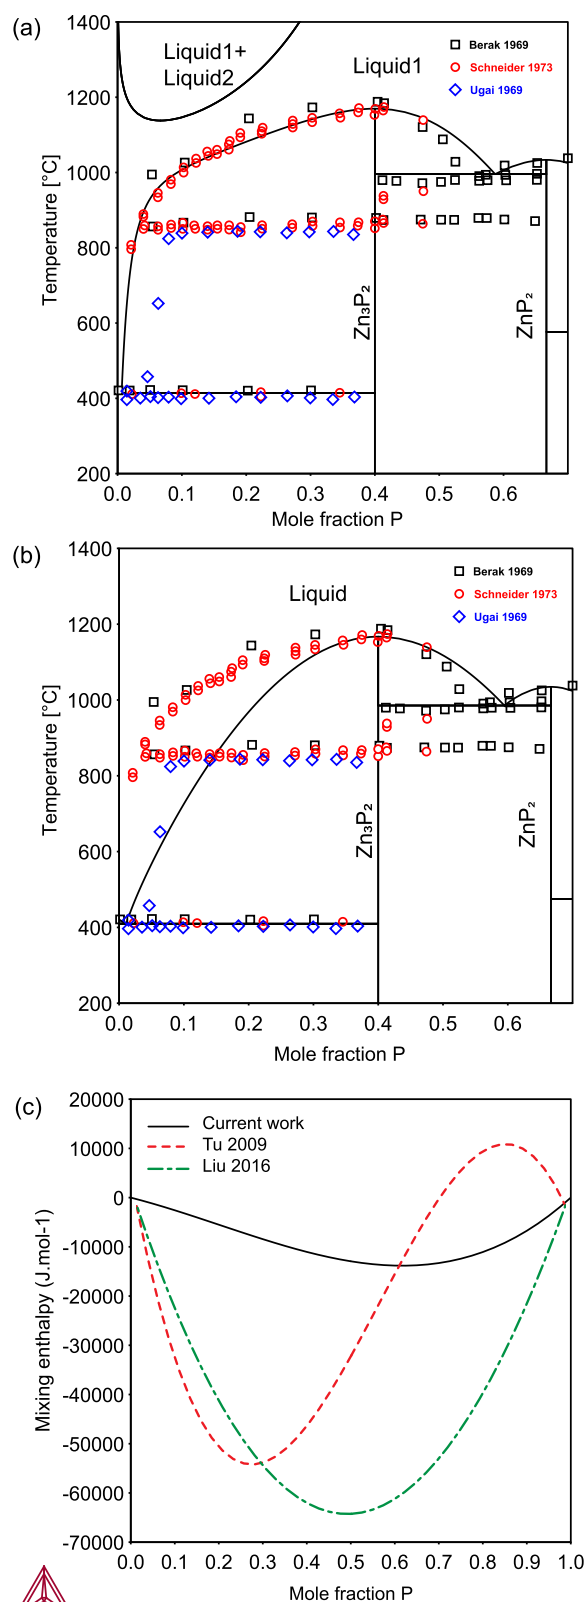 (a)
1400
1200
1000
800
600
400
200
Temperature [°C]
Liquid1+
Liquid2
Liquid1
Berak 1969
Schneider 1973
Ugai 1969
Zn₃P₂
ZnP₂
0.0 0.1 0.2 0.3 0.4 0.5 0.6
Mole fraction P
(b)
1400
1200
1000
800
600
400
200
Temperature [°C]
Liquid
Berak 1969
Schneider 1973
Ugai 1969
Zn₃P₂
ZnP₂
0.0 0.1 0.2 0.3 0.4 0.5 0.6
Mole fraction P
(c)
20000
10000
0
-10000
-20000
-30000
-40000
-50000
-60000
-70000
Mixing enthalpy (J.mol-1)
Current work
Tu 2009
Liu 2016
0.0 0.1 0.2 0.3 0.4 0.5 0.6 0.7 0.8 0.9 1.0
Mole fraction P